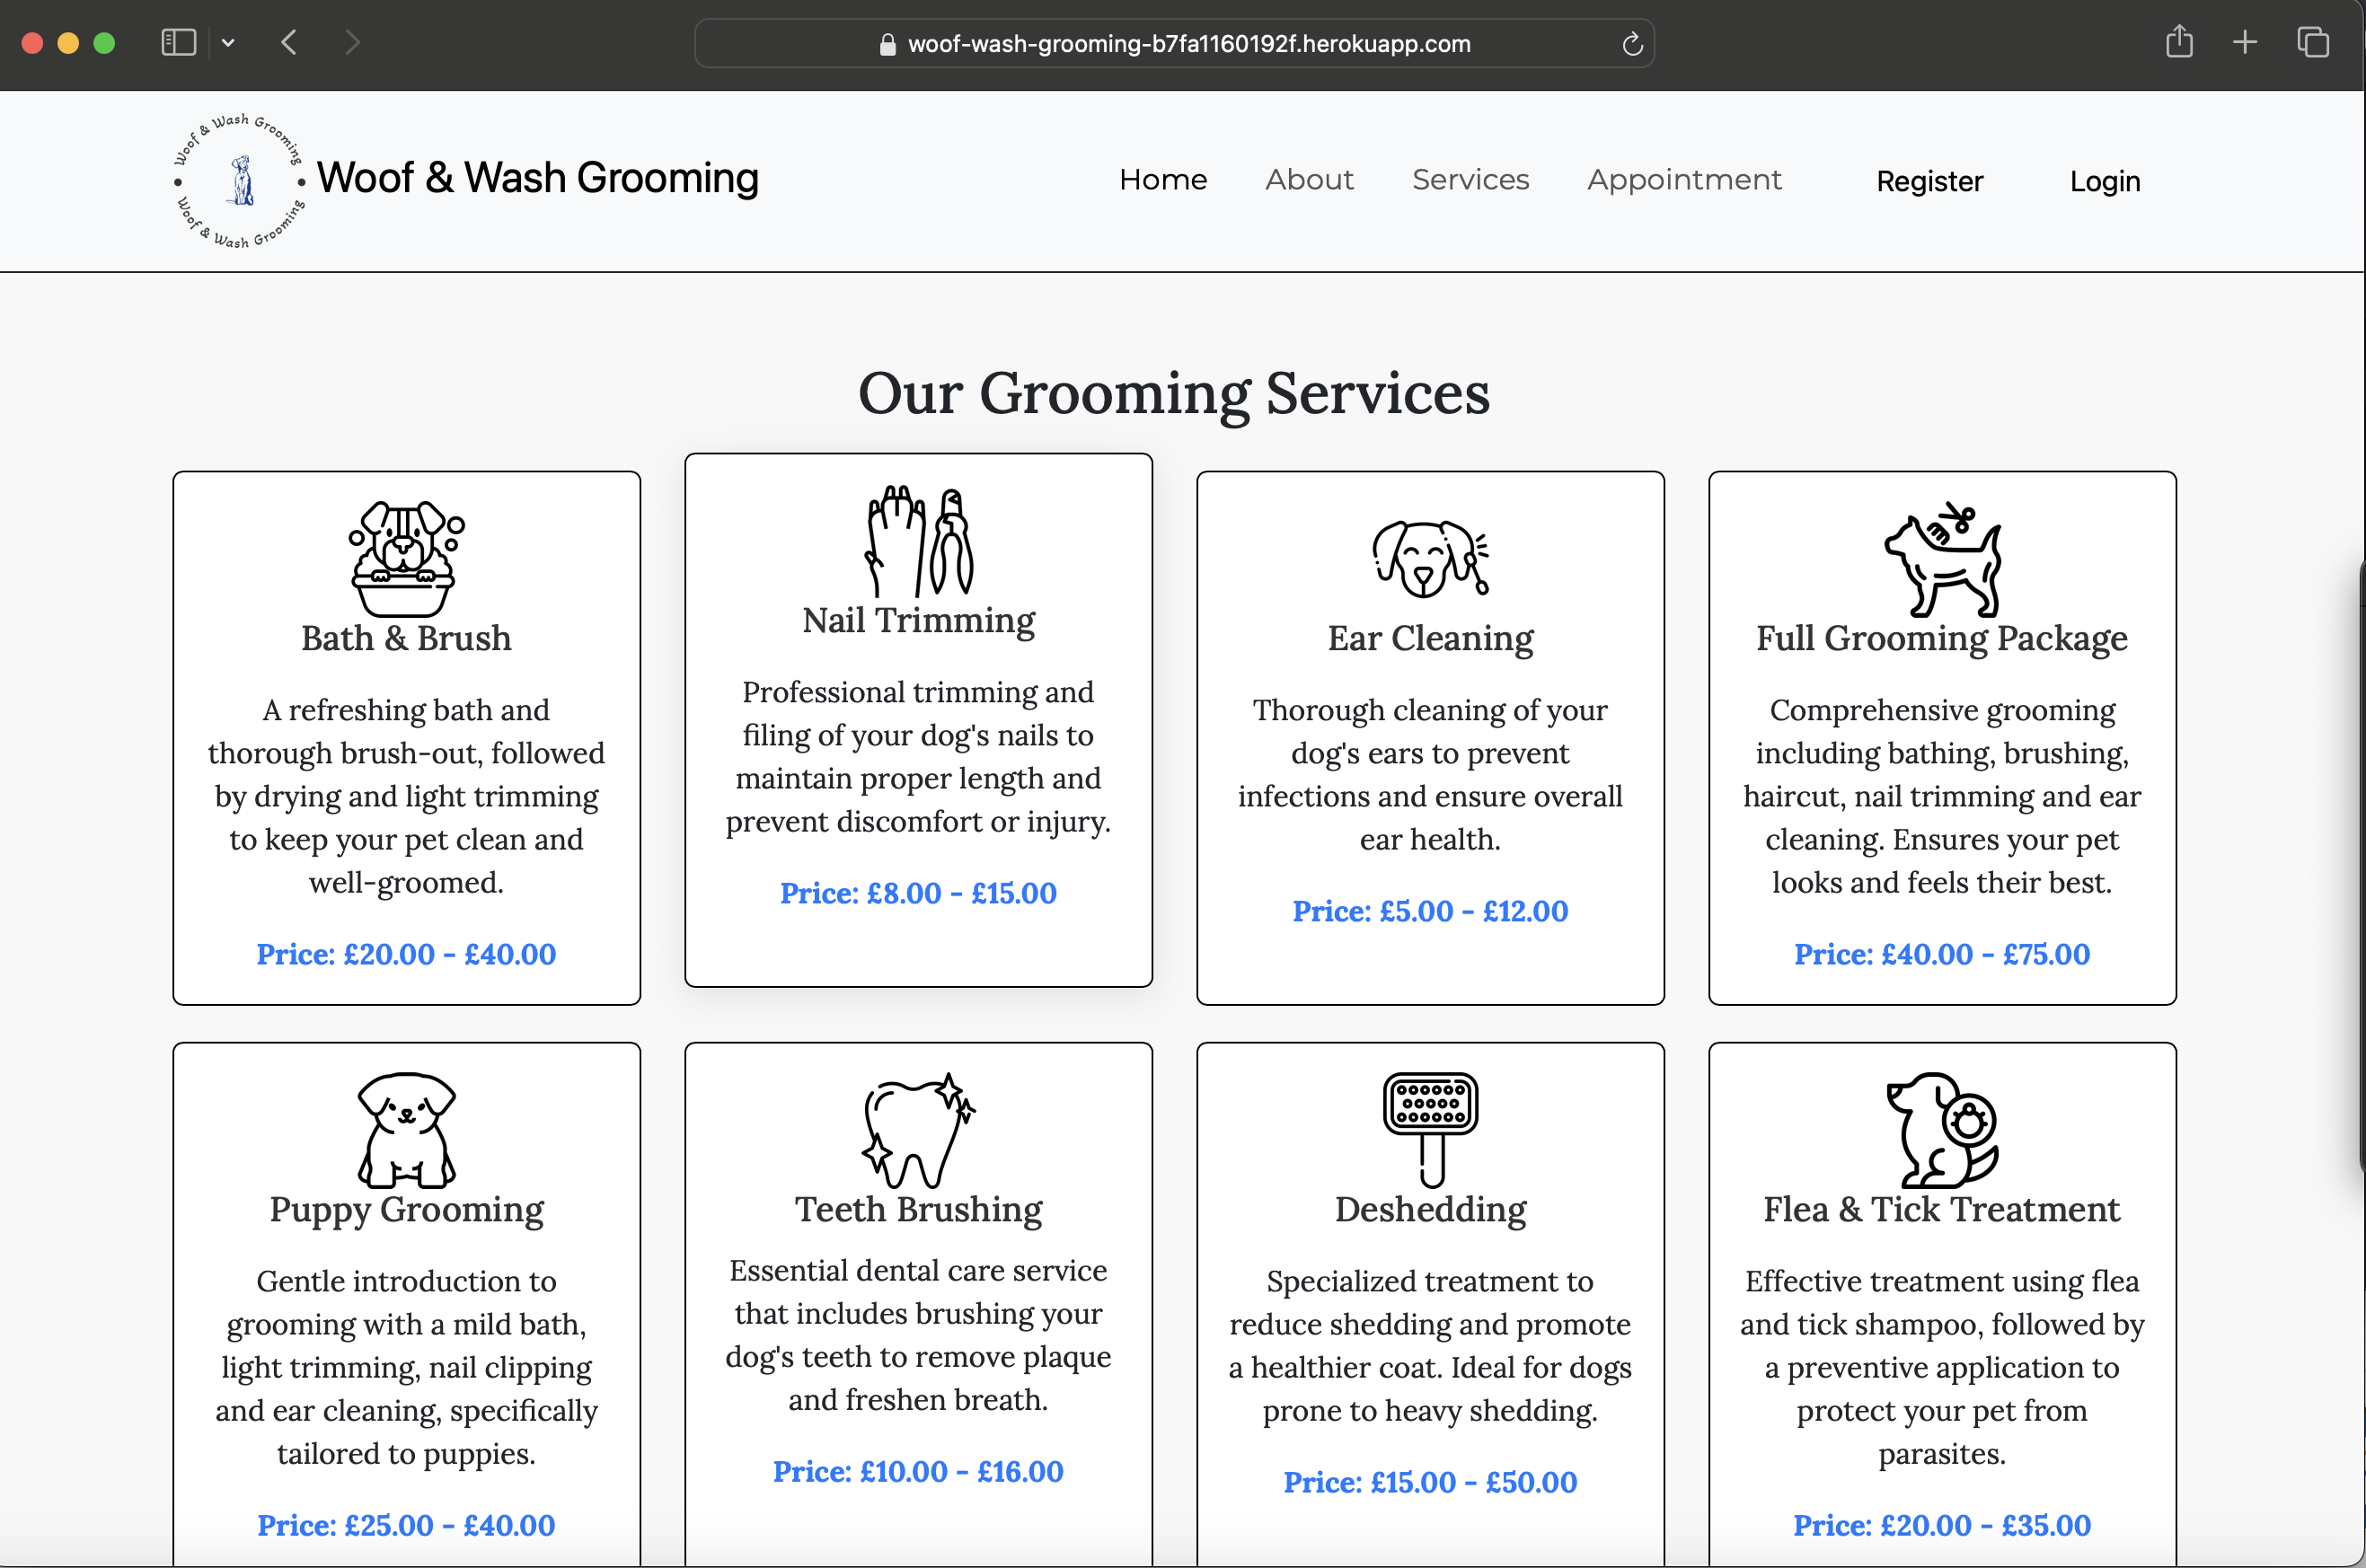 woof-wash-grooming-b7fa1160192f.herokuapp.com
Woof & Wash Grooming
Woof & Wash Grooming
Woof & Wash Grooming
Home About Services Appointment Register Login
Our Grooming Services
Bath & Brush
A refreshing bath and
thorough brush-out, followed
by drying and light trimming
to keep your pet clean and
well-groomed.
Price: £20.00 - £40.00
Nail Trimming
Professional trimming and
filing of your dog's nails to
maintain proper length and
prevent discomfort or injury.
Price: £8.00 - £15.00
Ear Cleaning
Thorough cleaning of your
dog's ears to prevent
infections and ensure overall
ear health.
Price: £5.00 - £12.00
Full Grooming Package
Comprehensive grooming
including bathing, brushing,
haircut, nail trimming and ear
cleaning. Ensures your pet
looks and feels their best.
Price: £40.00 - £75.00
Puppy Grooming
Gentle introduction to
grooming with a mild bath,
light trimming, nail clipping
and ear cleaning, specifically
tailored to puppies.
Price: £25.00 - £40.00
Teeth Brushing
Essential dental care service
that includes brushing your
dog's teeth to remove plaque
and freshen breath.
Price: £10.00 - £16.00
Deshedding
Specialized treatment to
reduce shedding and promote
a healthier coat. Ideal for dogs
prone to heavy shedding.
Price: £15.00 - £50.00
Flea & Tick Treatment
Effective treatment using flea
and tick shampoo, followed by
a preventive application to
protect your pet from
parasites.
Price: £20.00 - £35.00